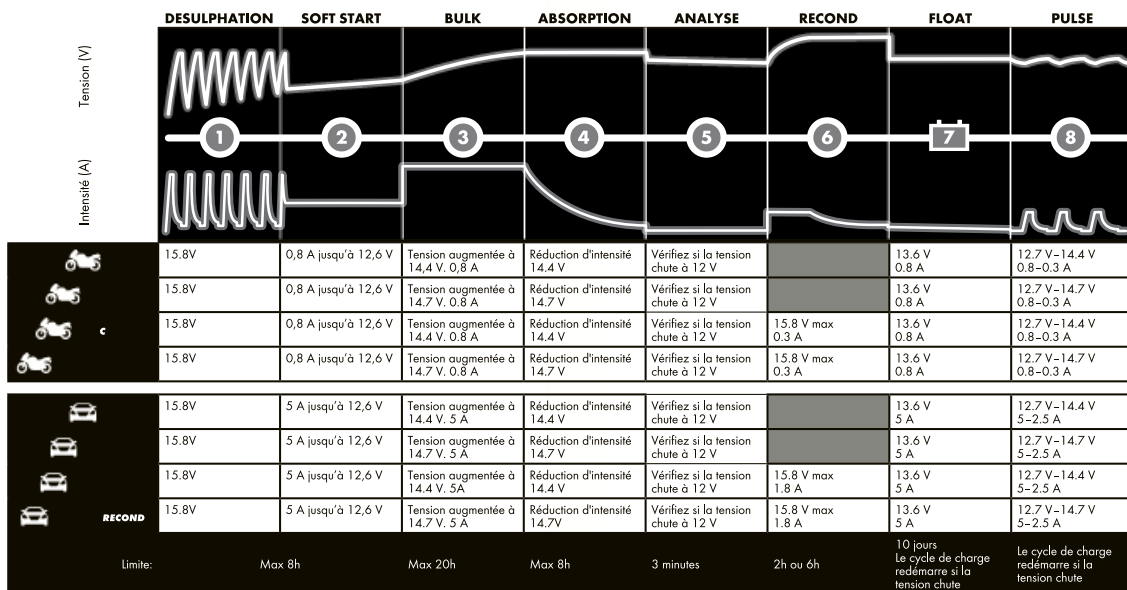 DESULPHATION SOFT START BULK ABSORPTION ANALYSE RECOND FLOAT PULSE
Tension (V)
1 2 3 4 5 6 7 8
Intensité (A)
15.8V 0,8 A jusqu'à 12,6 V Tension augmentée à Réduction d'intensité Vérifiez si la tension 13.6 V 12.7 V–14.4 V
14,4 V. 0,8 A 14.4 V chute à 12 V 0.8 A 0.8–0.3 A
15.8V 0,8 A jusqu'à 12,6 V Tension augmentée à Réduction d'intensité Vérifiez si la tension 13.6 V 12.7 V–14.7 V
14.7 V. 0.8 A 14.7 V chute à 12 V 0.8 A 0.8–0.3 A
C 15.8V 0,8 A jusqu'à 12,6 V Tension augmentée à Réduction d'intensité Vérifiez si la tension 15.8 V max 13.6 V 12.7 V–14.4 V
14.4 V. 0.8 A 14.4 V chute à 12 V 0.3 A 0.8 A 0.8–0.3 A
15.8V 0,8 A jusqu'à 12,6 V Tension augmentée à Réduction d'intensité Vérifiez si la tension 15.8 V max 13.6 V 12.7 V–14.7 V
14.7 V. 0.8 A 14.7 V chute à 12 V 0.3 A 0.8 A 0.8–0.3 A
15.8V 5 A jusqu'à 12,6 V Tension augmentée à Réduction d'intensité Vérifiez si la tension 13.6 V 12.7 V–14.4 V
14.4 V. 5 A 14.4 V chute à 12 V 5 A 5–2.5 A
15.8V 5 A jusqu'à 12,6 V Tension augmentée à Réduction d'intensité Vérifiez si la tension 13.6 V 12.7 V–14.7 V
14.7 V. 5 A 14.7 V chute à 12 V 5 A 5–2.5 A
15.8V 5 A jusqu'à 12,6 V Tension augmentée à Réduction d'intensité Vérifiez si la tension 15.8 V max 13.6 V 12.7 V–14.4 V
14.4 V. 5A 14.4 V chute à 12 V 1.8 A 5 A 5–2.5 A
RECOND 15.8V 5 A jusqu'à 12,6 V Tension augmentée à Réduction d'intensité Vérifiez si la tension 15.8 V max 13.6 V 12.7 V–14.7 V
14.7 V. 5 A 14.7V chute à 12 V 1.8 A 5 A 5–2.5 A
Limite: Max 8h Max 20h Max 8h 3 minutes 2h ou 6h
10 jours
Le cycle de charge
redémarre si la
tension chute
Le cycle de charge
redémarre si la
tension chute